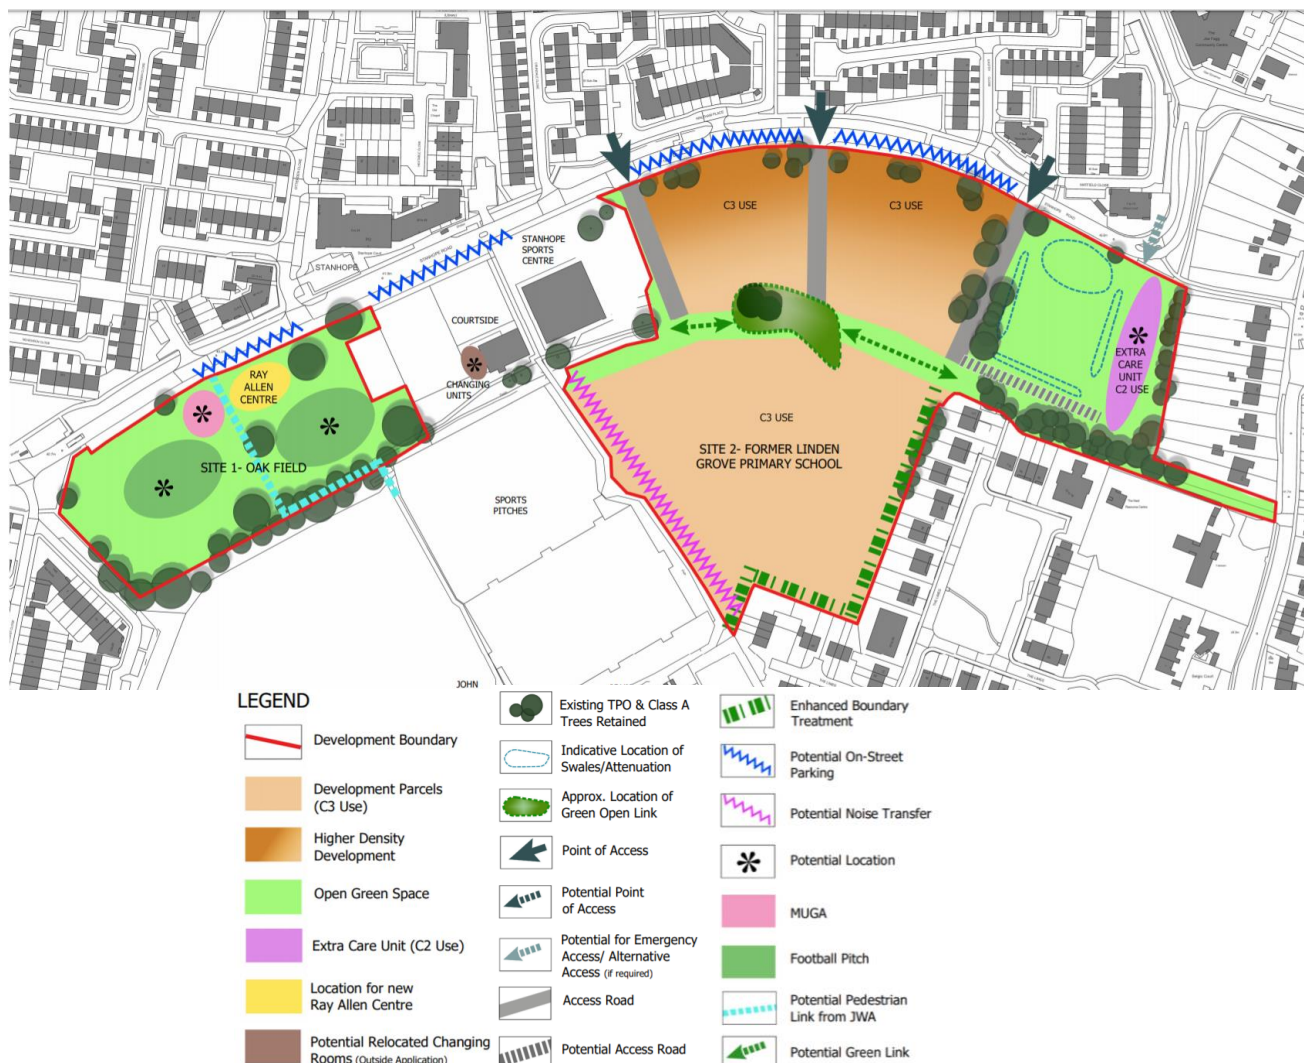 C3 USE
C3 USE
STANHOPE
SPORTS
CENTRE
STANHOPE ROAD
STANHOPE
COURTSIDE
CHANGING
UNITS
RAY
ALLEN
CENTRE
EXTRA
CARE
UNIT
C2 USE
C3 USE
SITE 2- FORMER LINDEN
GROVE PRIMARY SCHOOL
SITE 1- OAK FIELD
SPORTS
PITCHES
JOHN
LEGEND
Development Boundary
Development Parcels
(C3 Use)
Higher Density
Development
Open Green Space
Extra Care Unit (C2 Use)
Location for new
Ray Allen Centre
Potential Relocated Changing
Rooms (Outside Application)
Existing TPO & Class A
Trees Retained
Indicative Location of
Swales/Attenuation
Approx. Location of
Green Open Link
Point of Access
Potential Point
of Access
Potential for Emergency
Access/ Alternative
Access (if required)
Access Road
Potential Access Road
Enhanced Boundary
Treatment
Potential On-Street
Parking
Potential Noise Transfer
Potential Location
MUGA
Football Pitch
Potential Pedestrian
Link from JWA
Potential Green Link